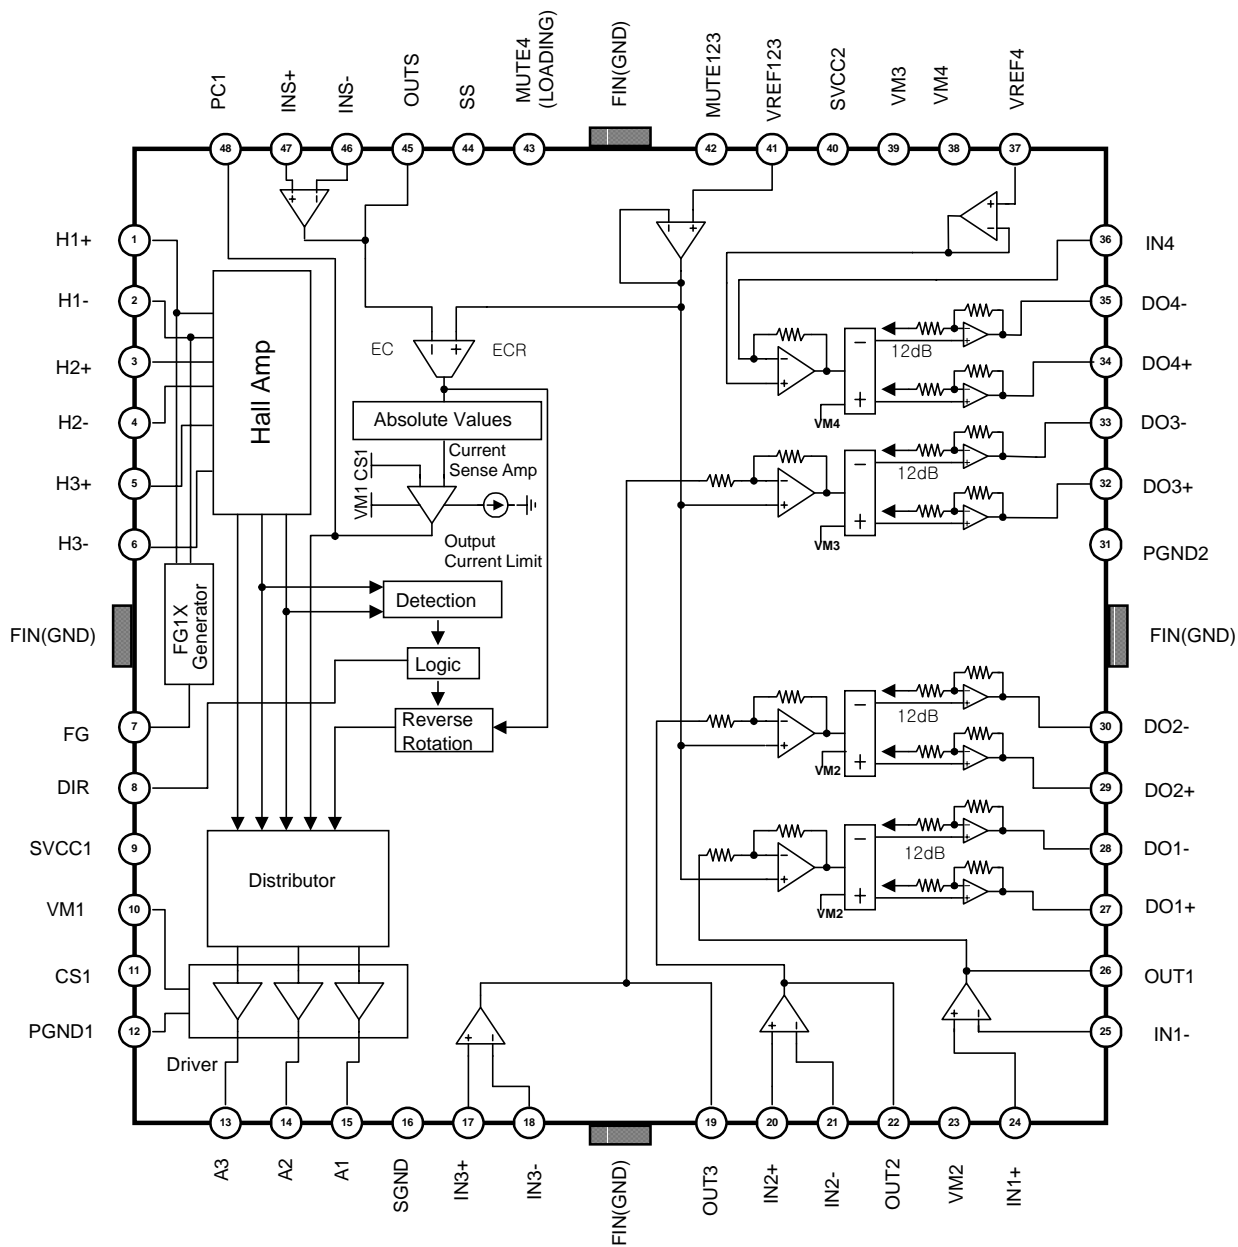 PC1
INS+
INS-
OUTS
SS
MUTE4
(LOADING)
FIN(GND)
MUTE123
VREF123
SVCC2
VM3
VM4
VREF4
48
47
46
45
44
43
42
41
40
39
38
37
H1+
1
H1-
2
H2+
3
H2-
4
H3+
5
H3-
6
FIN(GND)
FG
7
DIR
8
SVCC1
9
VM1
10
CS1
11
PGND1
12
Hall Amp
FG1X
Generator
+ −
− +
EC
ECR
− +
Absolute Values
Current
Sense Amp
VM1
CS1
Output
Current Limit
Detection
Logic
Reverse
Rotation
Distributor
Driver
+
−
−
+
−
+
VM4
12dB
−
+
−
+
−
+
−
+
VM3
12dB
−
+
−
+
−
+
−
+
VM2
12dB
−
+
−
+
−
+
−
+
VM2
12dB
−
+
−
+
+ −
+ −
+ −
36
IN4
35
DO4-
34
DO4+
33
DO3-
32
DO3+
31
PGND2
FIN(GND)
30
DO2-
29
DO2+
28
DO1-
27
DO1+
26
OUT1
25
IN1-
13
14
15
16
17
18
19
20
21
22
23
24
A3
A2
A1
SGND
IN3+
IN3-
FIN(GND)
OUT3
IN2+
IN2-
OUT2
VM2
IN1+